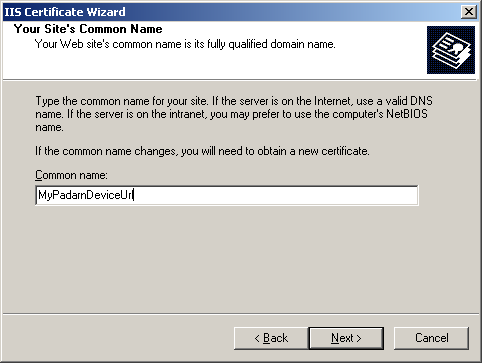 IIS Certificate Wizard
Your Site's Common Name
Your Web site's common name is its fully qualified domain name.
Type the common name for your site. If the server is on the Internet, use a valid DNS
name. If the server is on the intranet, you may prefer to use the computer's NetBIOS
name.
If the common name changes, you will need to obtain a new certificate.
Common name:
MyPadarnDeviceUrl
< Back Next > Cancel